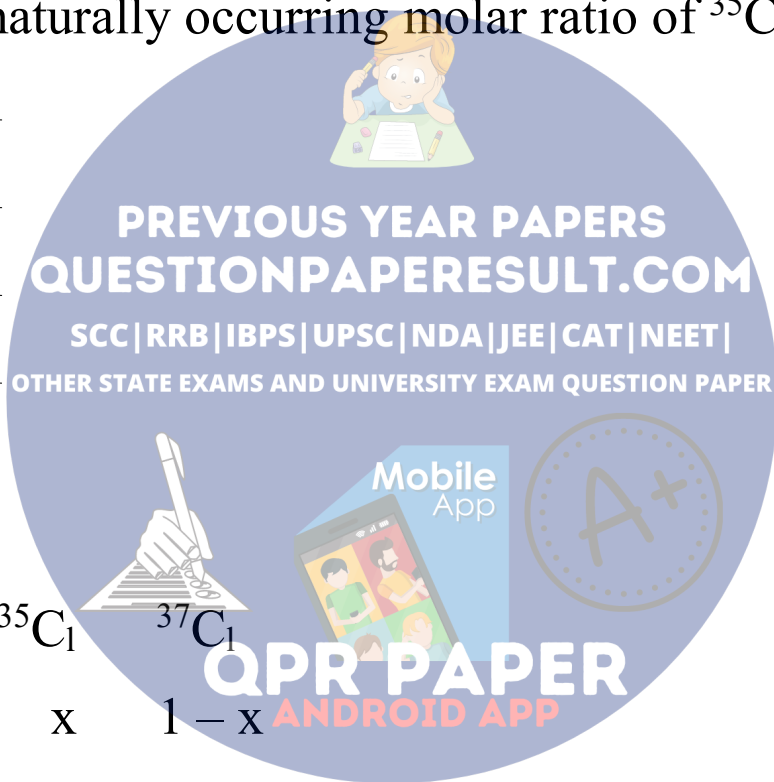 naturally occurring molar ratio of ³⁵C
PREVIOUS YEAR PAPERS
QUESTIONPAPERESULT.COM
SCC|RRB|IBPS|UPSC|NDA|JEE|CAT|NEET|
OTHER STATE EXAMS AND UNIVERSITY EXAM QUESTION PAPER
Mobile
App
A+
³⁵Cₗ ³⁷Cₗ
QPR PAPER
x 1 – x
ANDROID APP